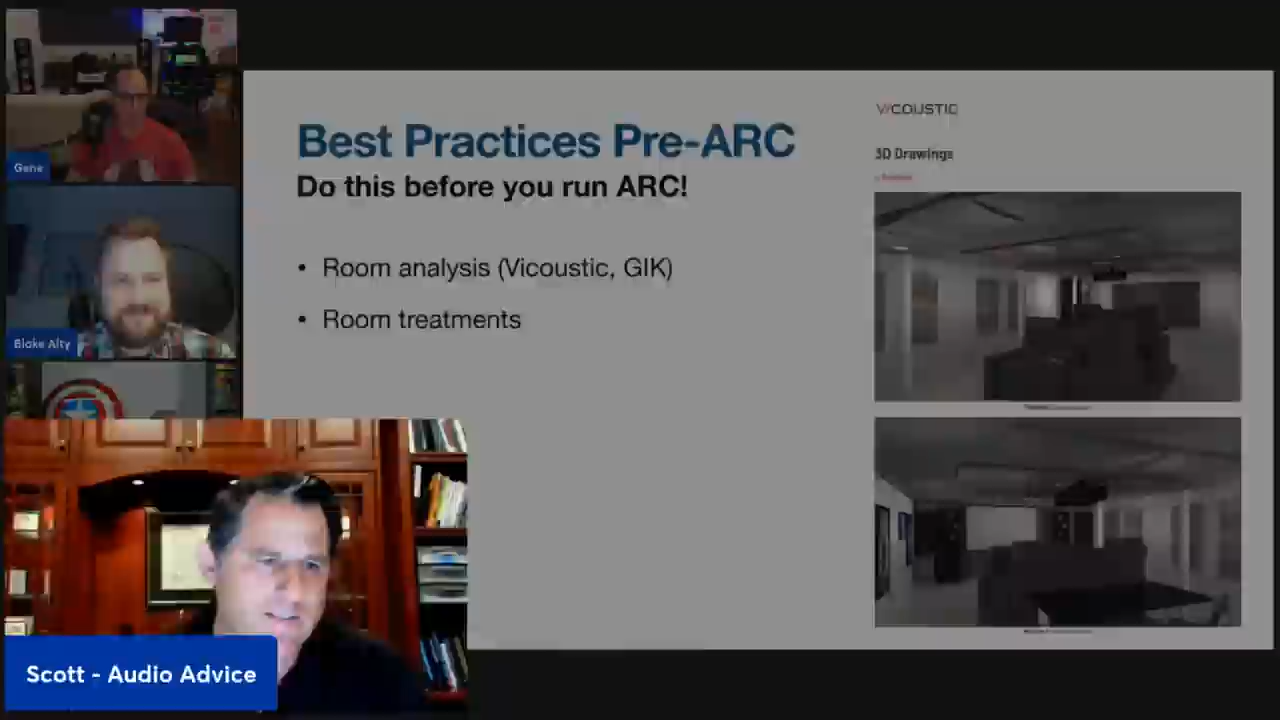 Gene
Blake Alty
Best Practices Pre-ARC
Do this before you run ARC!
• Room analysis (Vicoustic, GIK)
• Room treatments
VICOUSTIC
3D Drawings
Scott - Audio Advice